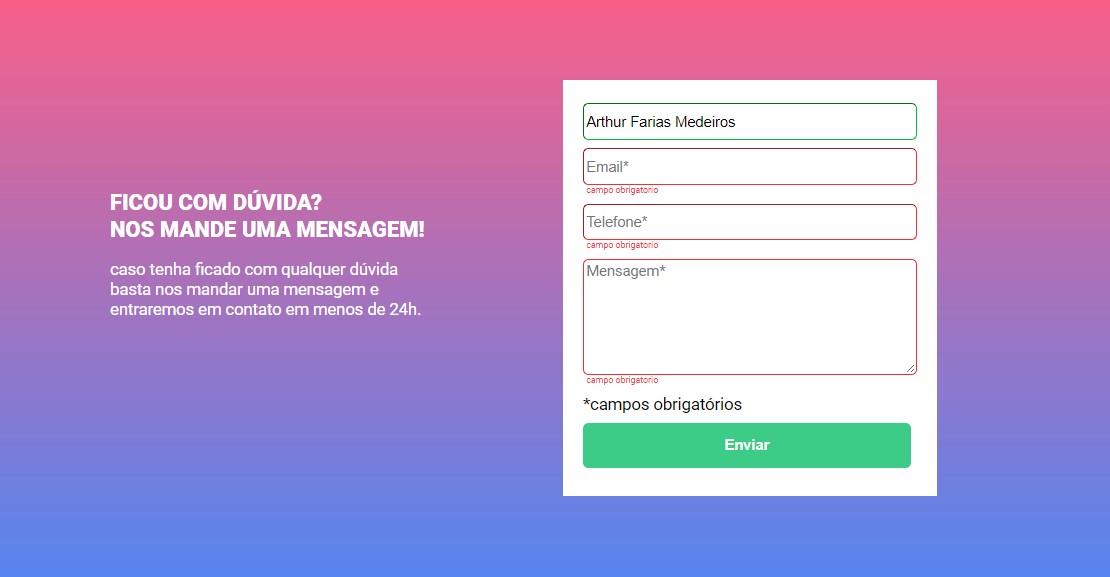 FICOU COM DÚVIDA?
NOS MANDE UMA MENSAGEM!
caso tenha ficado com qualquer dúvida
basta nos mandar uma mensagem e
entraremos em contato em menos de 24h.
Arthur Farias Medeiros
Email*
campo obrigatorio
Telefone*
campo obrigatorio
Mensagem*
campo obrigatorio
*campos obrigatórios
Enviar